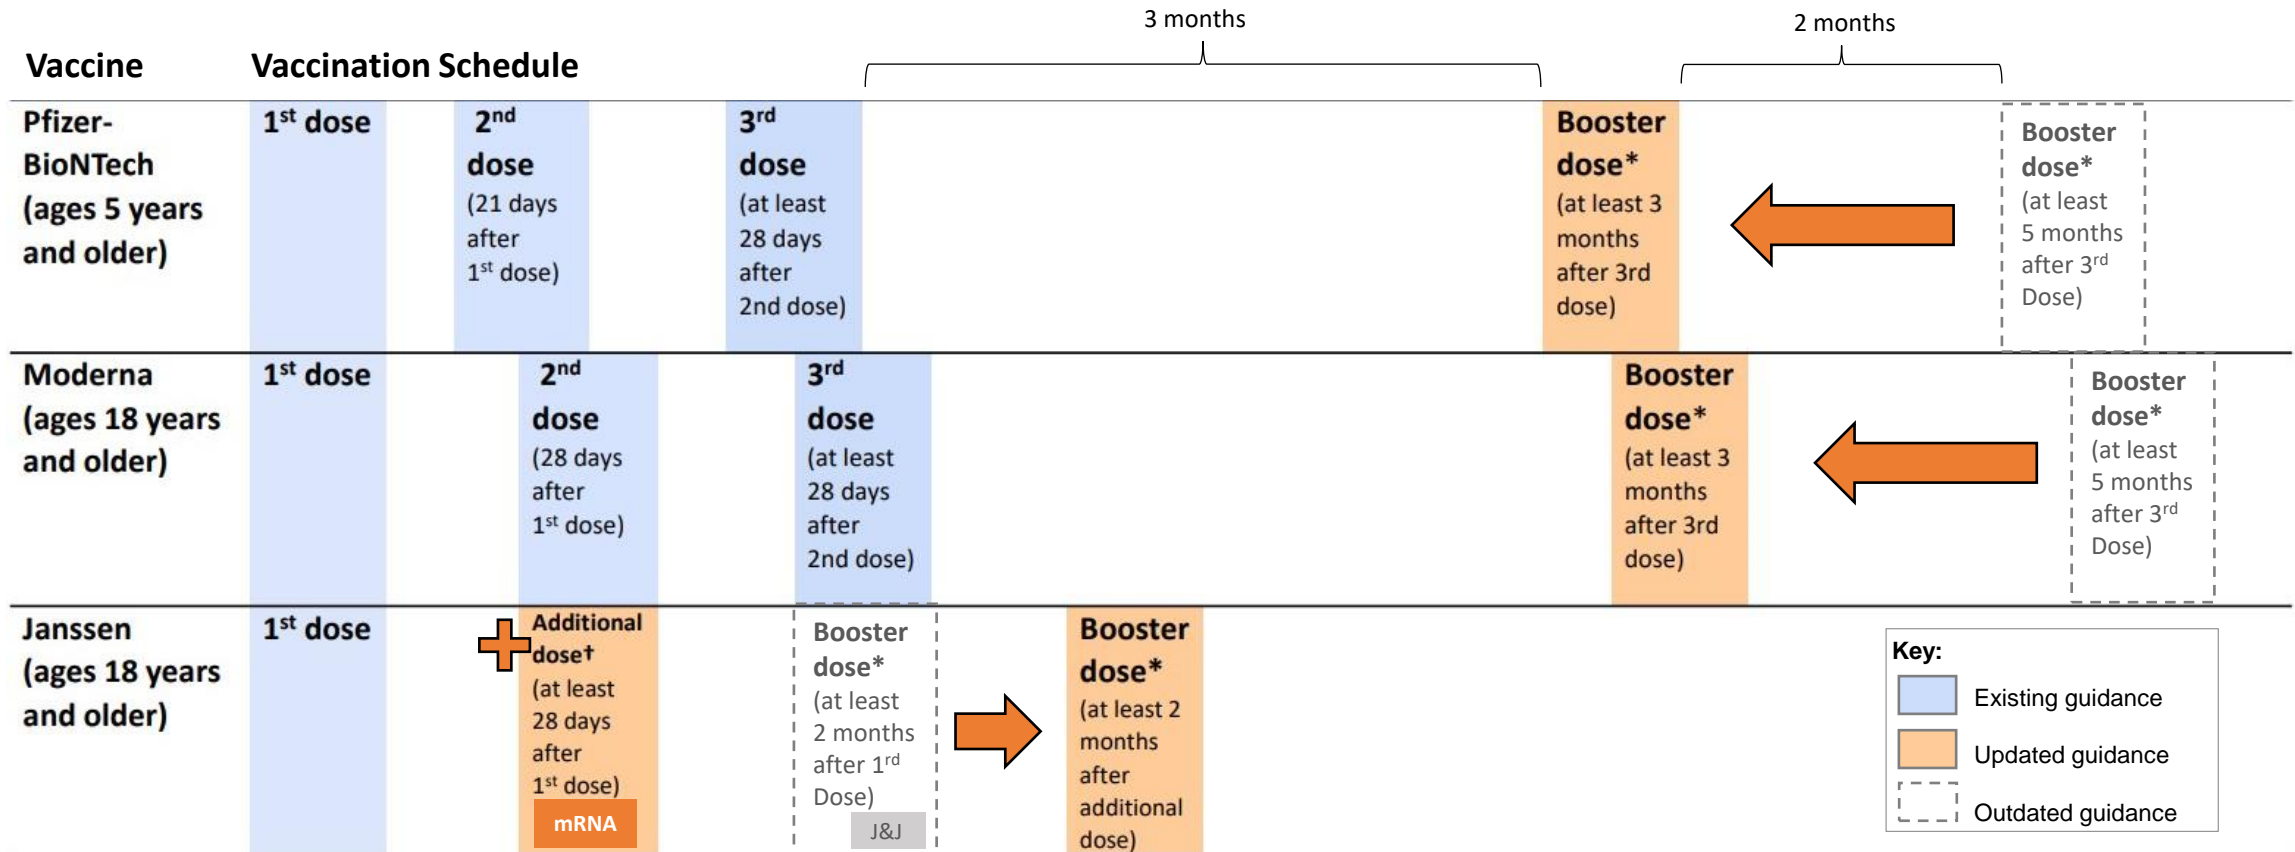 3 months
2 months
Vaccine
Vaccination Schedule
Pfizer-
BioNTech
(ages 5 years
and older)
1st dose
2nd
dose
(21 days
after
1st dose)
3rd
dose
(at least
28 days
after
2nd dose)
Booster
dose*
(at least 3
months
after 3rd
dose)
Booster
dose*
(at least
5 months
after 3rd
Dose)
Moderna
(ages 18 years
and older)
1st dose
2nd
dose
(28 days
after
1st dose)
3rd
dose
(at least
28 days
after
2nd dose)
Booster
dose*
(at least 3
months
after 3rd
dose)
Booster
dose*
(at least
5 months
after 3rd
Dose)
Janssen
(ages 18 years
and older)
1st dose
Additional
dose†
(at least
28 days
after
1st dose)
mRNA
Booster
dose*
(at least
2 months
after 1rd
Dose)
J&J
Booster
dose*
(at least 2
months
after
additional
dose)
Key:
Existing guidance
Updated guidance
Outdated guidance